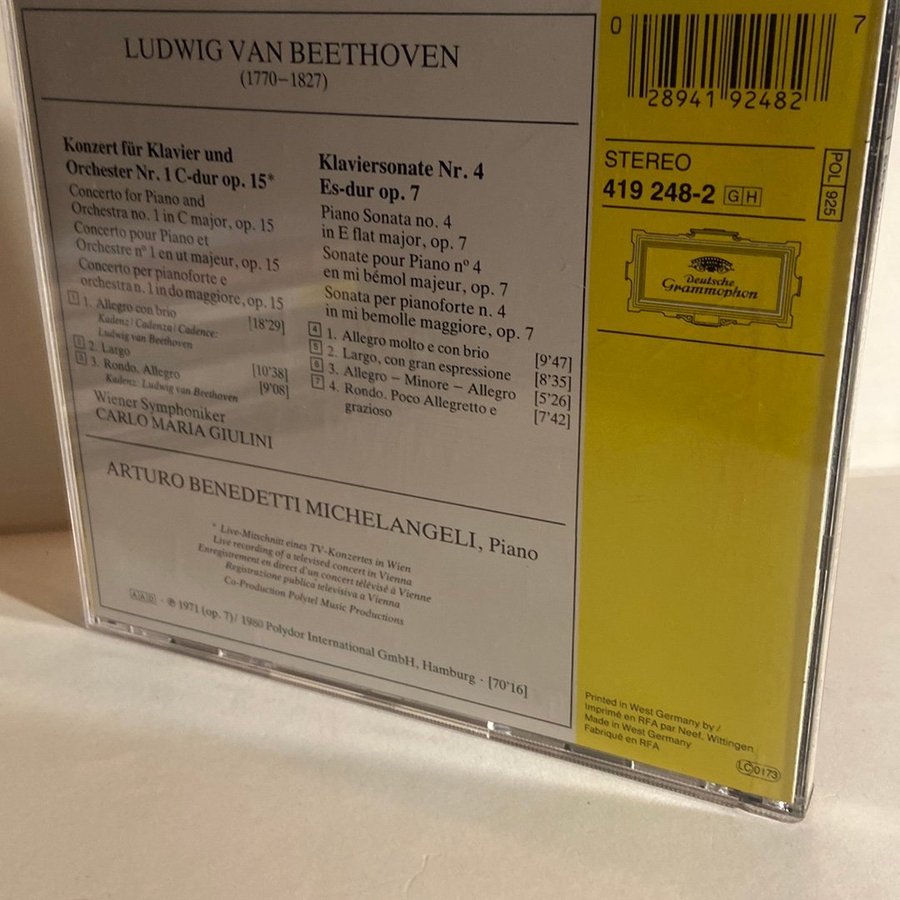 LUDWIG VAN BEETHOVEN
(1770–1827)
Konzert für Klavier und
Orchester Nr. 1 C-dur op. 15*
Concerto for Piano and
Orchestra no. 1 in C major, op. 15
Concerto pour Piano et
Orchestre nº 1 en ut majeur, op. 15
Concerto per pianoforte e
orchestra n. 1 in do maggiore, op. 15
1 1. Allegro con brio [18'29]
Kadenz / Cadenza / Cadence:
Ludwig van Beethoven
2 2. Largo [10'38]
3 3. Rondo. Allegro [9'08]
Kadenz: Ludwig van Beethoven
Wiener Symphoniker
CARLO MARIA GIULINI
Klaviersonate Nr. 4
Es-dur op. 7
Piano Sonata no. 4
in E flat major, op. 7
Sonate pour Piano nº 4
en mi bémol majeur, op. 7
Sonata per pianoforte n. 4
in mi bemolle maggiore, op. 7
4 1. Allegro molto e con brio [9'47]
5 2. Largo, con gran espressione [8'35]
6 3. Allegro – Minore – Allegro [5'26]
7 4. Rondo. Poco Allegretto e
grazioso [7'42]
ARTURO BENEDETTI MICHELANGELI, Piano
* Live-Mitschnitt eines TV-Konzertes in Wien
Live recording of a televised concert in Vienna
Enregistrement en direct d'un concert télévisé à Vienne
Registrazione publica televisiva a Vienna
Co-Production Polytel Music Productions
AAD · ℗ 1971 (op. 7) / 1980 Polydor International GmbH, Hamburg · [70'16]
0 28941 92482 7
STEREO
419 248-2 GH
POL 925
Deutsche
Grammophon
Printed in West Germany by /
Imprimé en RFA par Neef, Wittingen
Made in West Germany
Fabriqué en RFA
LC 0173